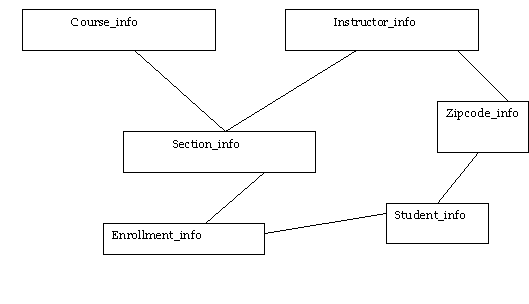 Course_info
Instructor_info
Zipcode_info
Section_info
Student_info
Enrollment_info